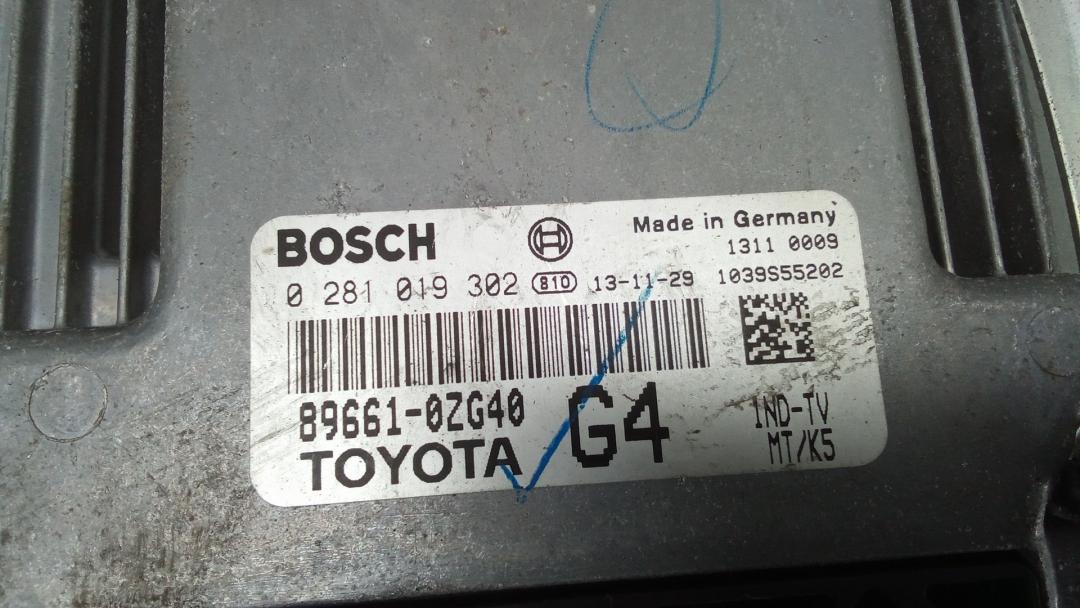 BOSCH
Made in Germany
1311 0009
0 281 019 302 810 13-11-29 1039S55202
89661-0ZG40
TOYOTA
G4
1ND-TV
MT/K5